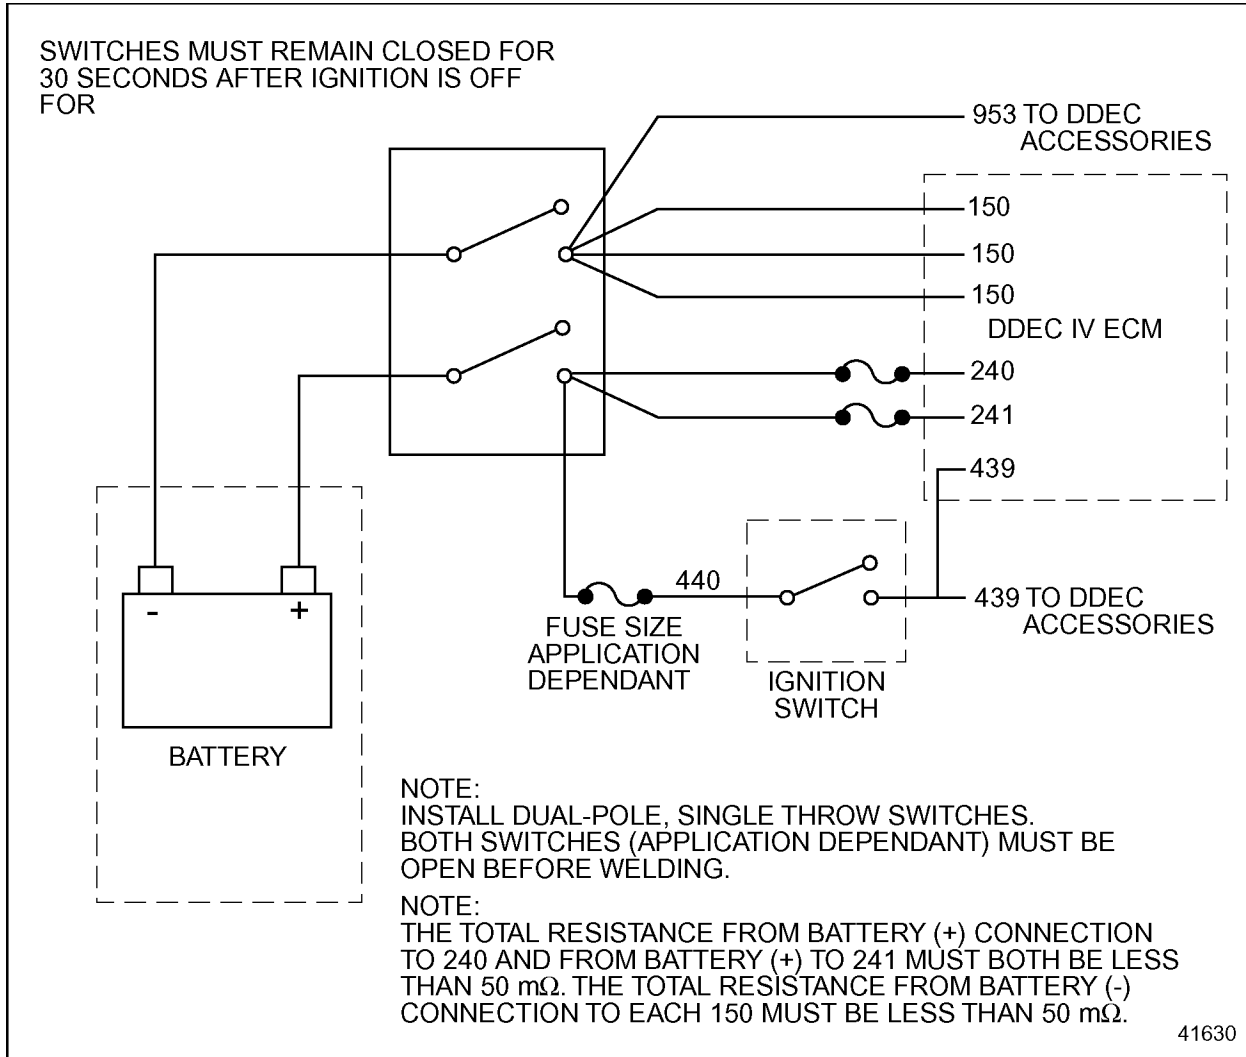 SWITCHES MUST REMAIN CLOSED FOR
30 SECONDS AFTER IGNITION IS OFF
FOR
953 TO DDEC
ACCESSORIES
150
150
150
DDEC IV ECM
240
241
439
440
439 TO DDEC
ACCESSORIES
FUSE SIZE
APPLICATION
DEPENDANT
IGNITION
SWITCH
- +
BATTERY
NOTE:
INSTALL DUAL-POLE, SINGLE THROW SWITCHES.
BOTH SWITCHES (APPLICATION DEPENDANT) MUST BE
OPEN BEFORE WELDING.
NOTE:
THE TOTAL RESISTANCE FROM BATTERY (+) CONNECTION
TO 240 AND FROM BATTERY (+) TO 241 MUST BOTH BE LESS
THAN 50 mΩ. THE TOTAL RESISTANCE FROM BATTERY (-)
CONNECTION TO EACH 150 MUST BE LESS THAN 50 mΩ.
41630